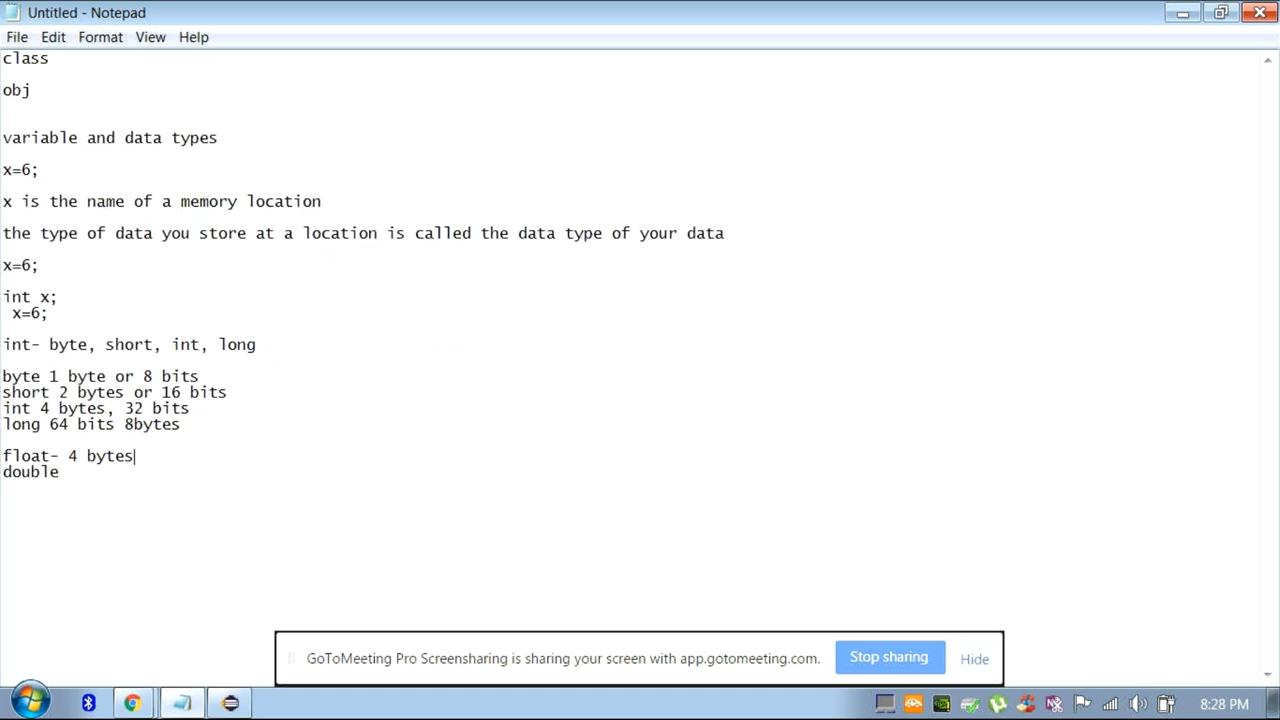 Untitled - Notepad
File Edit Format View Help
class
obj
variable and data types
x=6;
x is the name of a memory location
the type of data you store at a location is called the data type of your data
x=6;
int x;
x=6;
int- byte, short, int, long
byte 1 byte or 8 bits
short 2 bytes or 16 bits
int 4 bytes, 32 bits
long 64 bits 8bytes
float- 4 bytes
double
GoToMeeting Pro Screensharing is sharing your screen with app.gotomeeting.com. Stop sharing Hide
8:28 PM